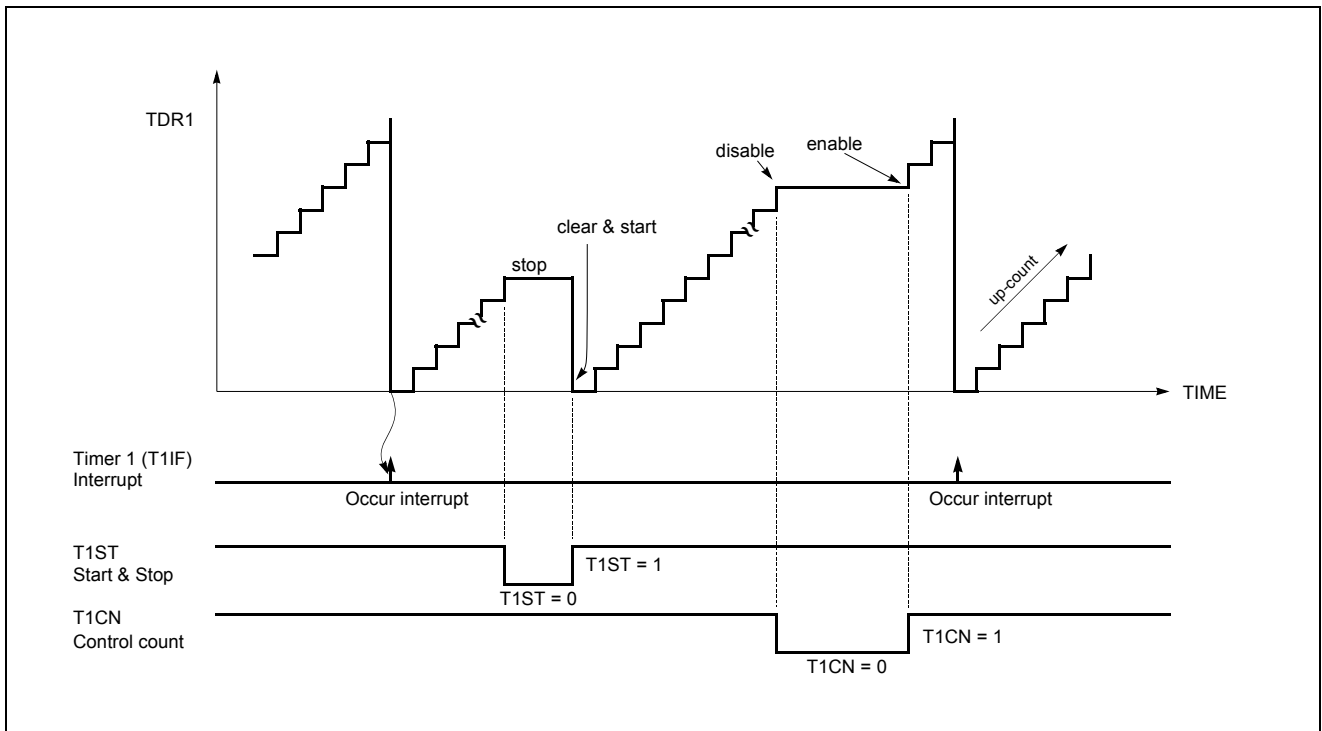 TDR1
disable
enable
clear & start
stop
up-count
TIME
Timer 1 (T1IF)
Interrupt
Occur interrupt
Occur interrupt
T1ST
Start & Stop
T1ST = 1
T1ST = 0
T1CN
Control count
T1CN = 1
T1CN = 0